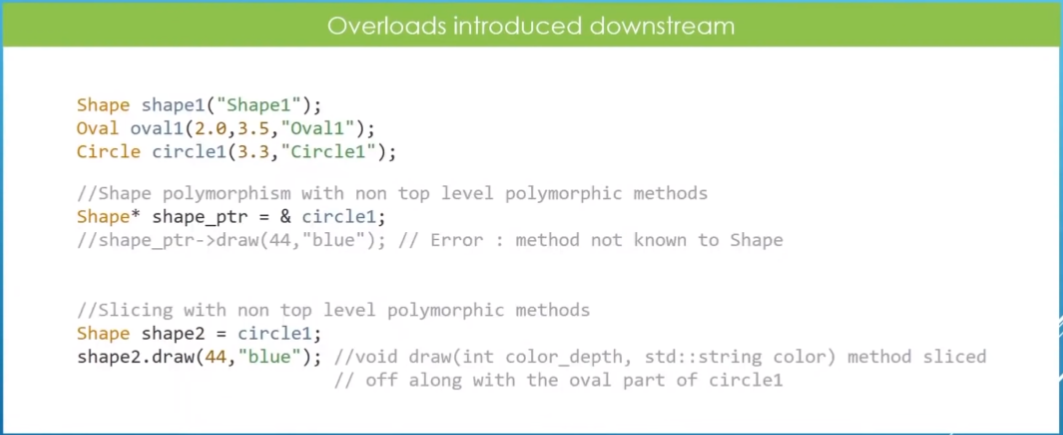 Overloads introduced downstream
Shape shape1("Shape1");
Oval oval1(2.0,3.5,"Oval1");
Circle circle1(3.3,"Circle1");
//Shape polymorphism with non top level polymorphic methods
Shape* shape_ptr = & circle1;
//shape_ptr->draw(44,"blue"); // Error : method not known to Shape
//Slicing with non top level polymorphic methods
Shape shape2 = circle1;
shape2.draw(44,"blue"); //void draw(int color_depth, std::string color) method sliced
// off along with the oval part of circle1